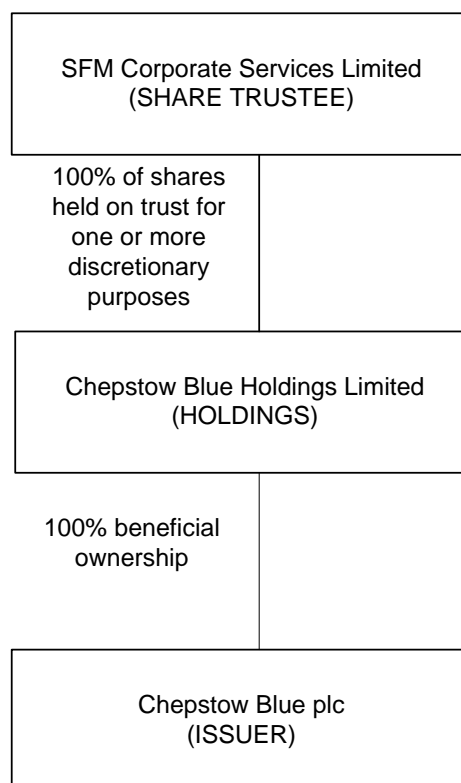 SFM Corporate Services Limited
(SHARE TRUSTEE)
100% of shares
held on trust for
one or more
discretionary
purposes
Chepstow Blue Holdings Limited
(HOLDINGS)
100% beneficial
ownership
Chepstow Blue plc
(ISSUER)